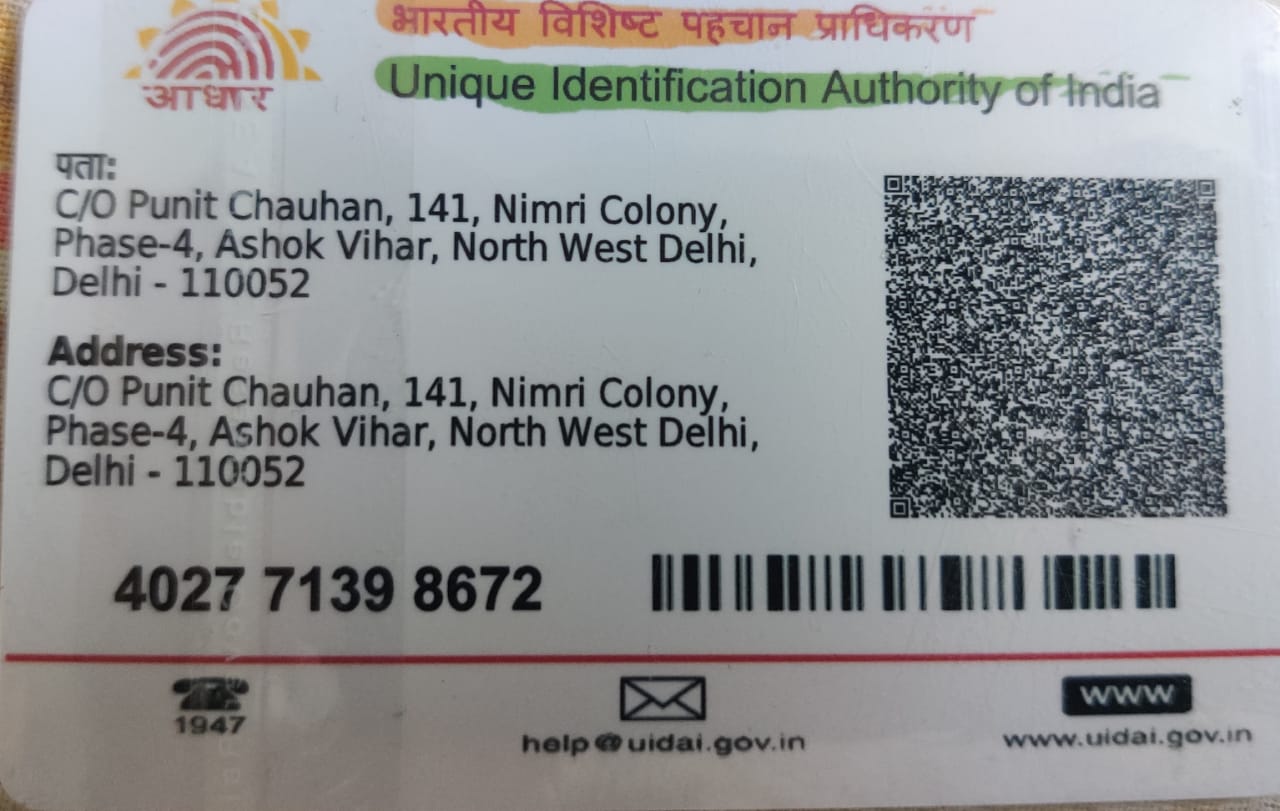 भारतीय विशिष्ट पहचान प्राधिकरण
आधार
Unique Identification Authority of India
पता:
C/O Punit Chauhan, 141, Nimri Colony,
Phase-4, Ashok Vihar, North West Delhi,
Delhi - 110052
Address:
C/O Punit Chauhan, 141, Nimri Colony,
Phase-4, Ashok Vihar, North West Delhi,
Delhi - 110052
4027 7139 8672
1947
help@uidai.gov.in
WWW
www.uidai.gov.in